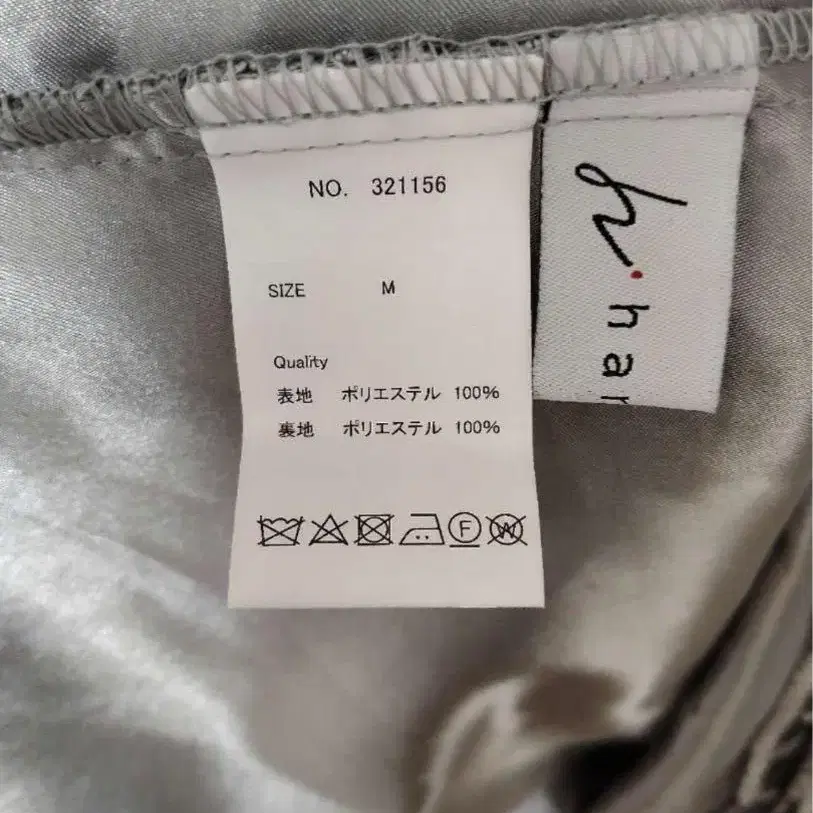 NO. 321156
SIZE M
Quality
表地 ポリエステル 100%
裏地 ポリエステル 100%
F
W
h